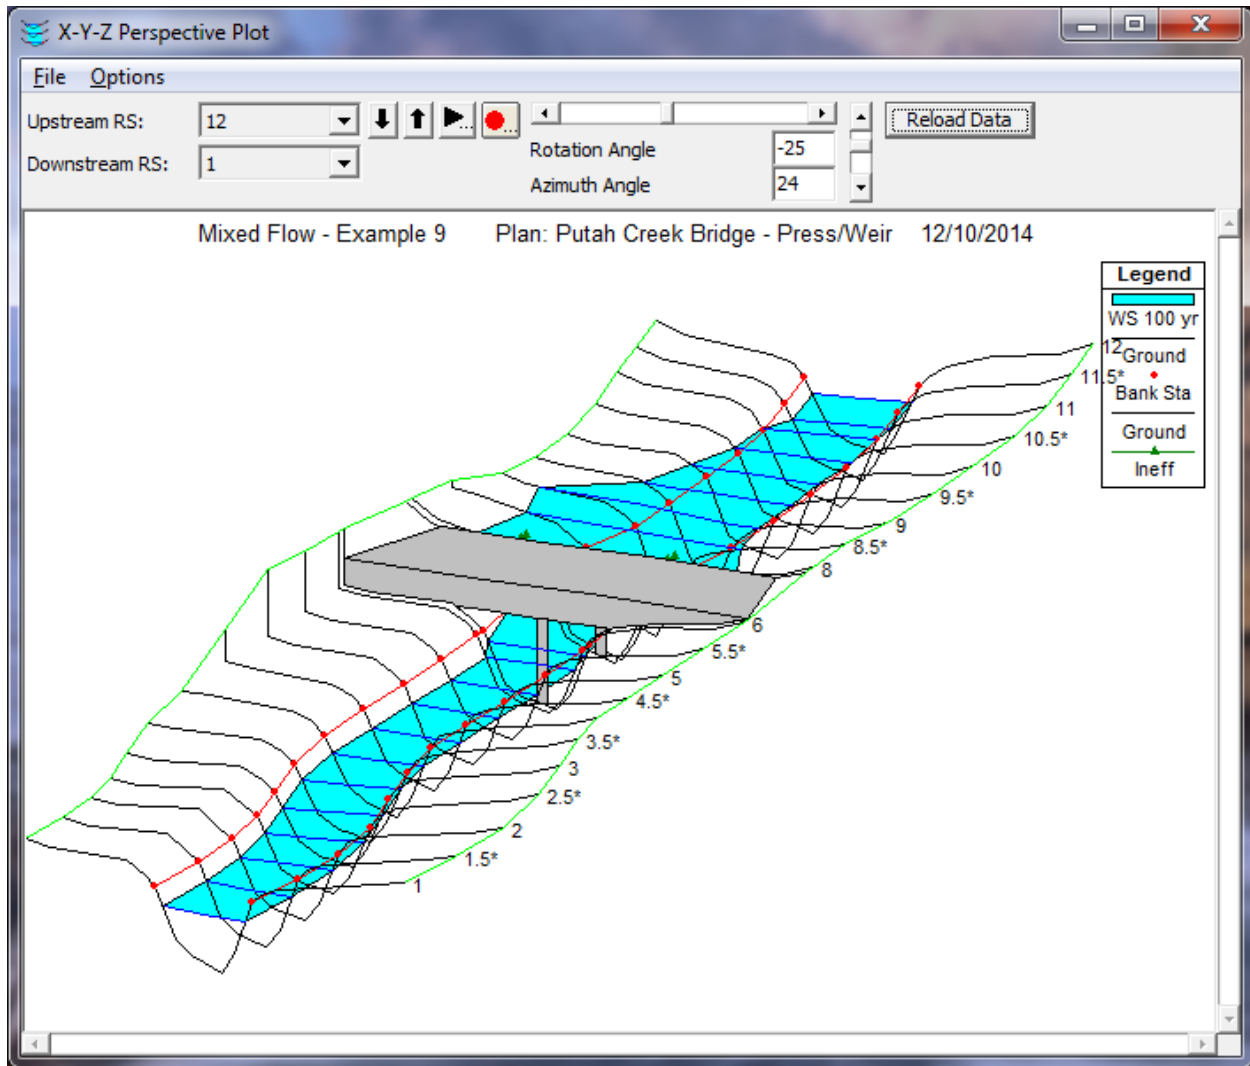 X-Y-Z Perspective Plot
File Options
Upstream RS: 12
Downstream RS: 1
Rotation Angle -25
Azimuth Angle 24
Reload Data
Mixed Flow - Example 9 Plan: Putah Creek Bridge - Press/Weir 12/10/2014
Legend
WS 100 yr
Ground
Bank Sta
Ground
Ineff
12
11.5*
11
10.5*
10
9.5*
9
8.5*
8
6
5.5*
5
4.5*
3.5*
3
2.5*
2
1.5*
1